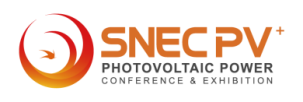 SNEC PV+
PHOTOVOLTAIC POWER
CONFERENCE & EXHIBITION